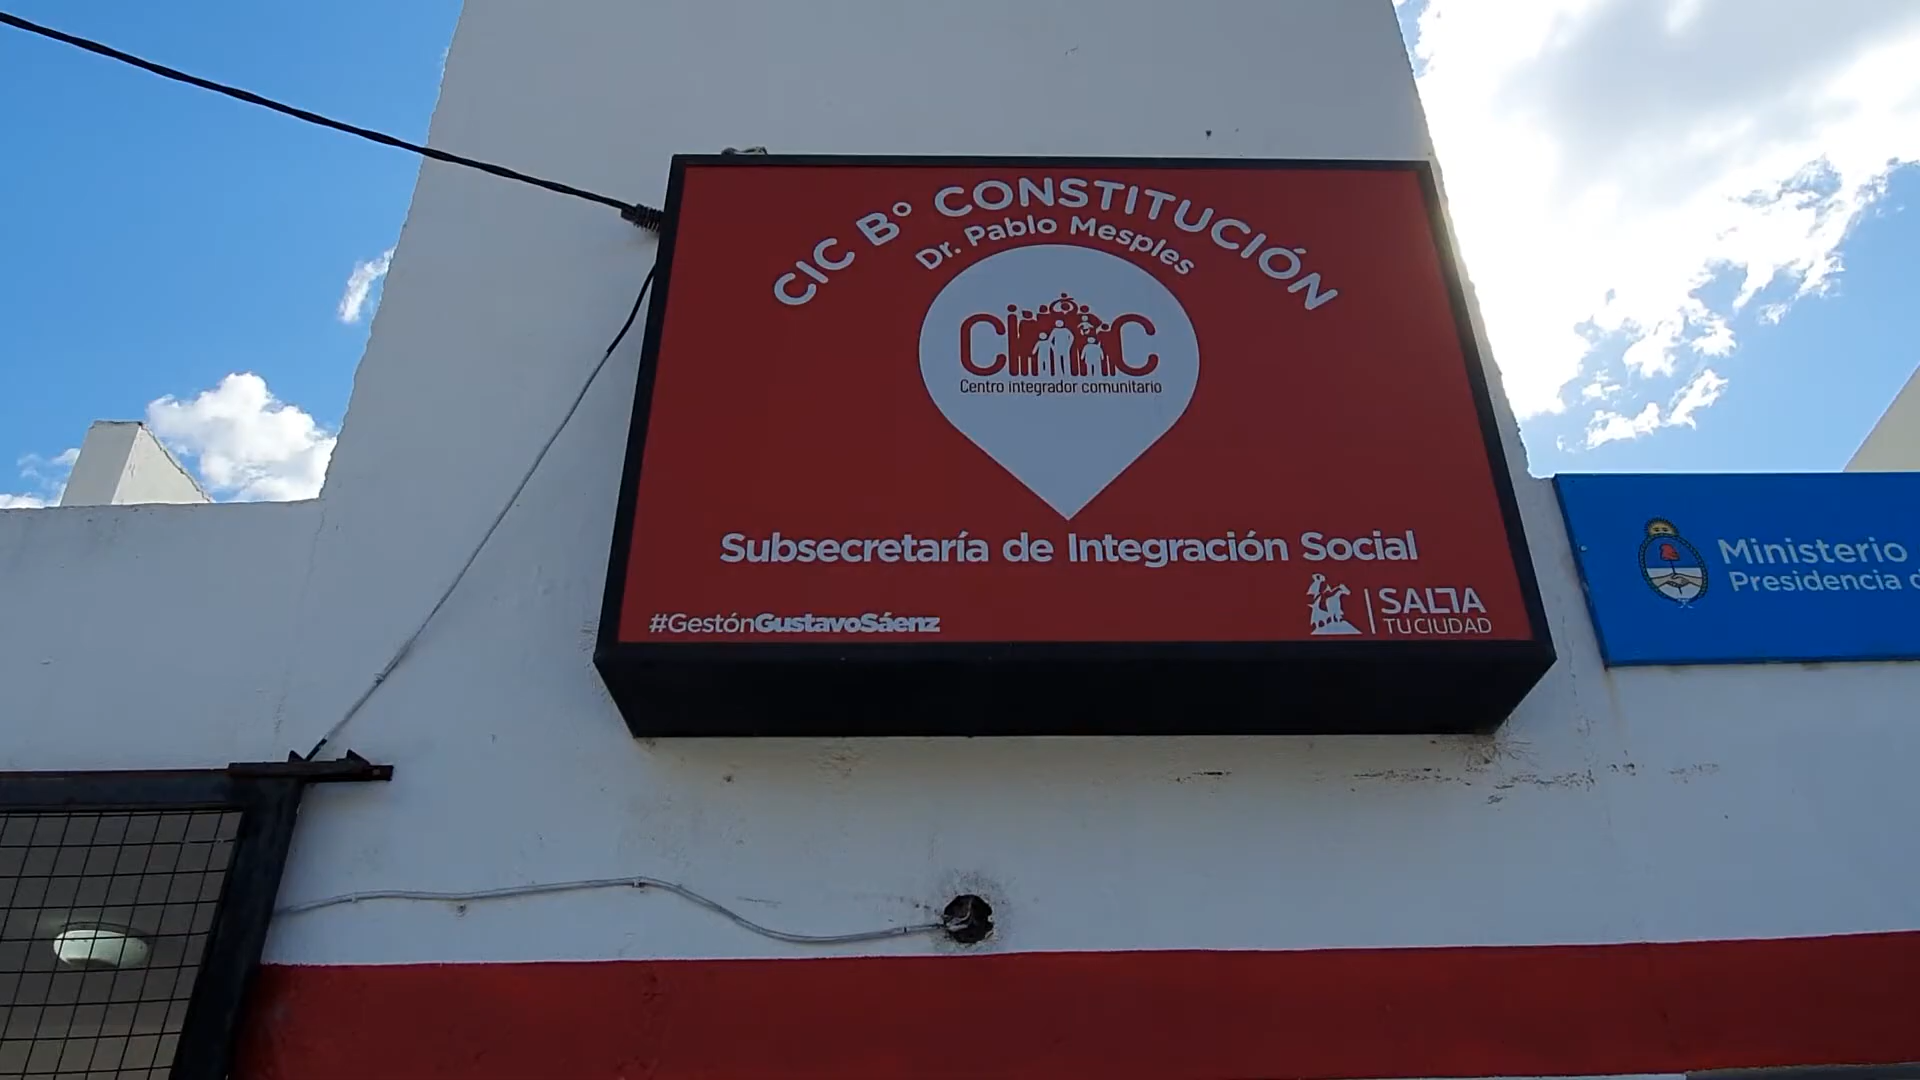 CIC B° CONSTITUCIÓN
Dr. Pablo Mesples
CIC
Centro integrador comunitario
Subsecretaría de Integración Social
#GestónGustavoSáenz
SALTA
TU CIUDAD
Ministerio
Presidencia d